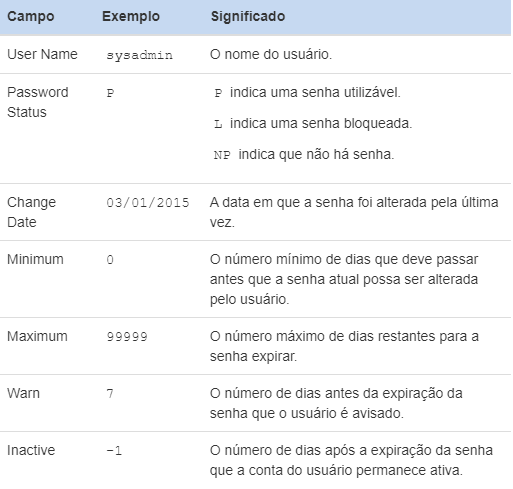 Campo Exemplo Significado
User Name sysadmin O nome do usuário.
Password Status P P indica uma senha utilizável.
L indica uma senha bloqueada.
NP indica que não há senha.
Change Date 03/01/2015 A data em que a senha foi alterada pela última
vez.
Minimum 0 O número mínimo de dias que deve passar
antes que a senha atual possa ser alterada
pelo usuário.
Maximum 99999 O número máximo de dias restantes para a
senha expirar.
Warn 7 O número de dias antes da expiração da
senha que o usuário é avisado.
Inactive -1 O número de dias após a expiração da senha
que a conta do usuário permanece ativa.